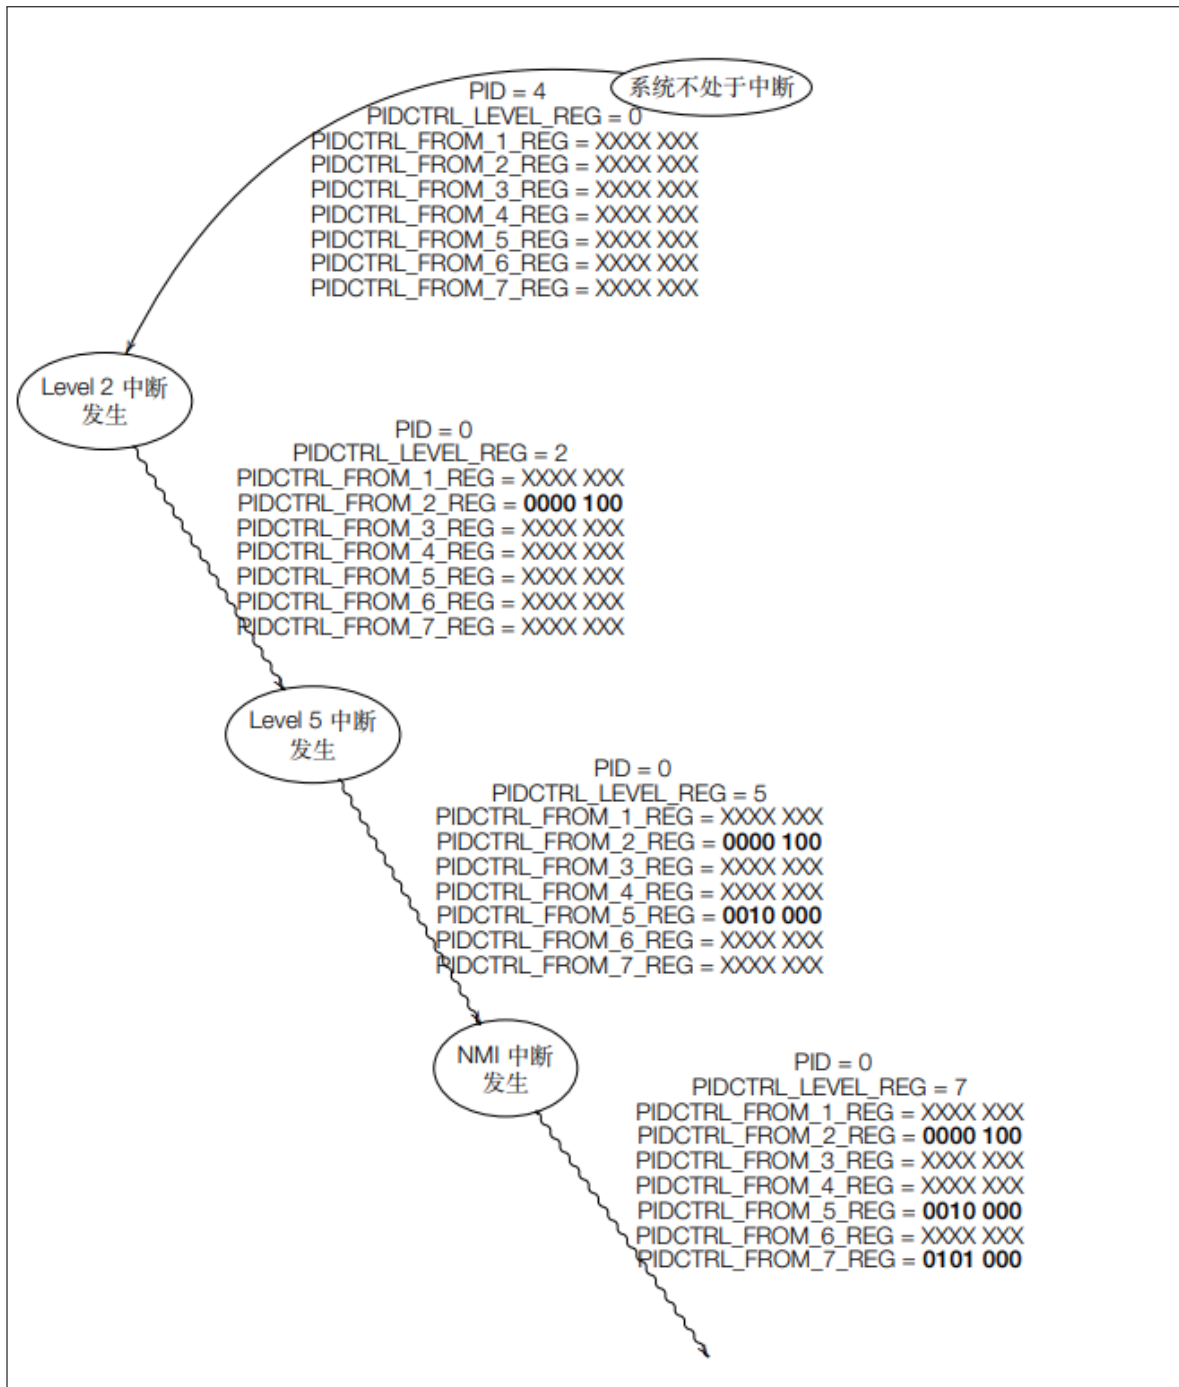 系统不处于中断
PID = 4
PIDCTRL_LEVEL_REG = 0
PIDCTRL_FROM_1_REG = XXXX XXX
PIDCTRL_FROM_2_REG = XXXX XXX
PIDCTRL_FROM_3_REG = XXXX XXX
PIDCTRL_FROM_4_REG = XXXX XXX
PIDCTRL_FROM_5_REG = XXXX XXX
PIDCTRL_FROM_6_REG = XXXX XXX
PIDCTRL_FROM_7_REG = XXXX XXX
Level 2 中断
发生
PID = 0
PIDCTRL_LEVEL_REG = 2
PIDCTRL_FROM_1_REG = XXXX XXX
PIDCTRL_FROM_2_REG = 0000 100
PIDCTRL_FROM_3_REG = XXXX XXX
PIDCTRL_FROM_4_REG = XXXX XXX
PIDCTRL_FROM_5_REG = XXXX XXX
PIDCTRL_FROM_6_REG = XXXX XXX
PIDCTRL_FROM_7_REG = XXXX XXX
Level 5 中断
发生
PID = 0
PIDCTRL_LEVEL_REG = 5
PIDCTRL_FROM_1_REG = XXXX XXX
PIDCTRL_FROM_2_REG = 0000 100
PIDCTRL_FROM_3_REG = XXXX XXX
PIDCTRL_FROM_4_REG = XXXX XXX
PIDCTRL_FROM_5_REG = 0010 000
PIDCTRL_FROM_6_REG = XXXX XXX
PIDCTRL_FROM_7_REG = XXXX XXX
NMI 中断
发生
PID = 0
PIDCTRL_LEVEL_REG = 7
PIDCTRL_FROM_1_REG = XXXX XXX
PIDCTRL_FROM_2_REG = 0000 100
PIDCTRL_FROM_3_REG = XXXX XXX
PIDCTRL_FROM_4_REG = XXXX XXX
PIDCTRL_FROM_5_REG = 0010 000
PIDCTRL_FROM_6_REG = XXXX XXX
PIDCTRL_FROM_7_REG = 0101 000